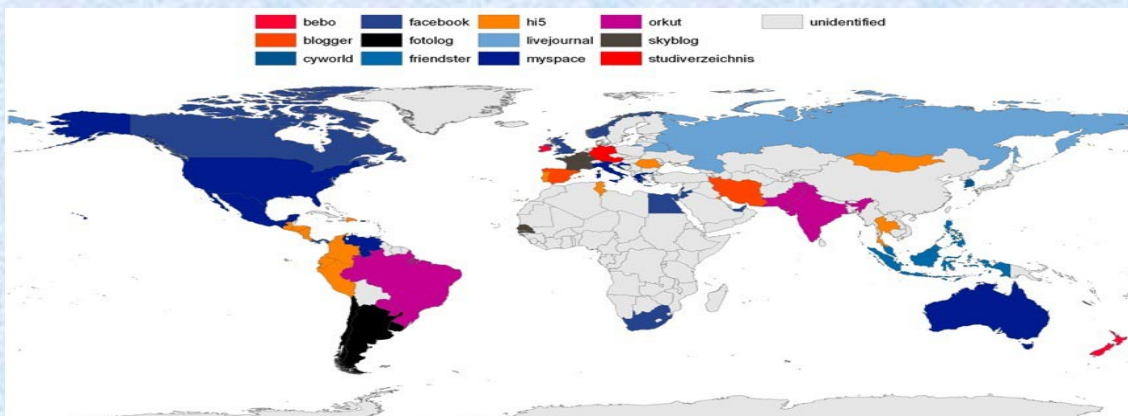 bebo facebook hi5 orkut unidentified
blogger fotolog livejournal skyblog
cyworld friendster myspace studiverzeichnis